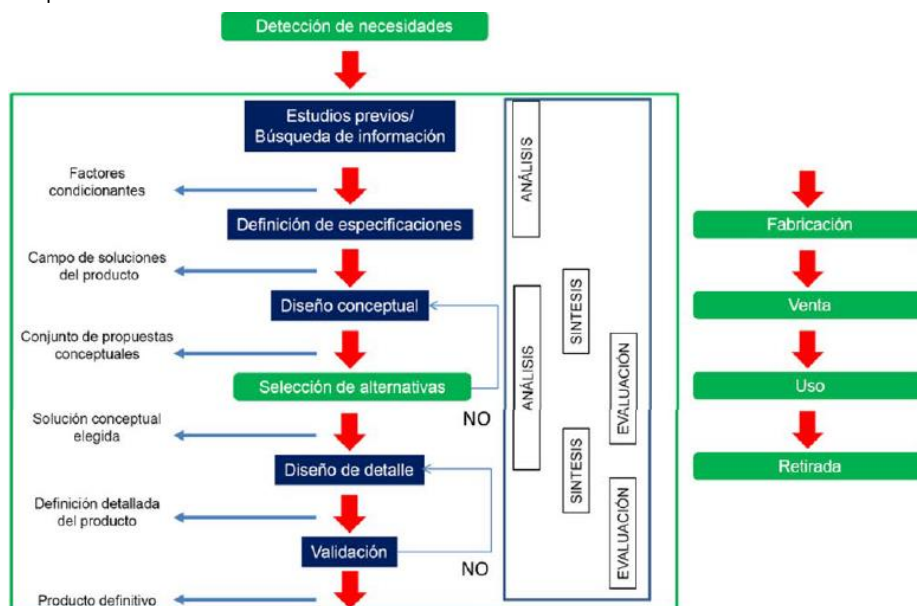 Detección de necesidades
Estudios previos/
Búsqueda de información
Factores
condicionantes
Definición de especificaciones
Campo de soluciones
del producto
Diseño conceptual
Conjunto de propuestas
conceptuales
Selección de alternativas
NO
Solución conceptual
elegida
Diseño de detalle
Definición detallada
del producto
Validación
NO
Producto definitivo
ANÁLISIS
ANÁLISIS
SINTESIS
SINTESIS
EVALUACIÓN
EVALUACIÓN
Fabricación
Venta
Uso
Retirada